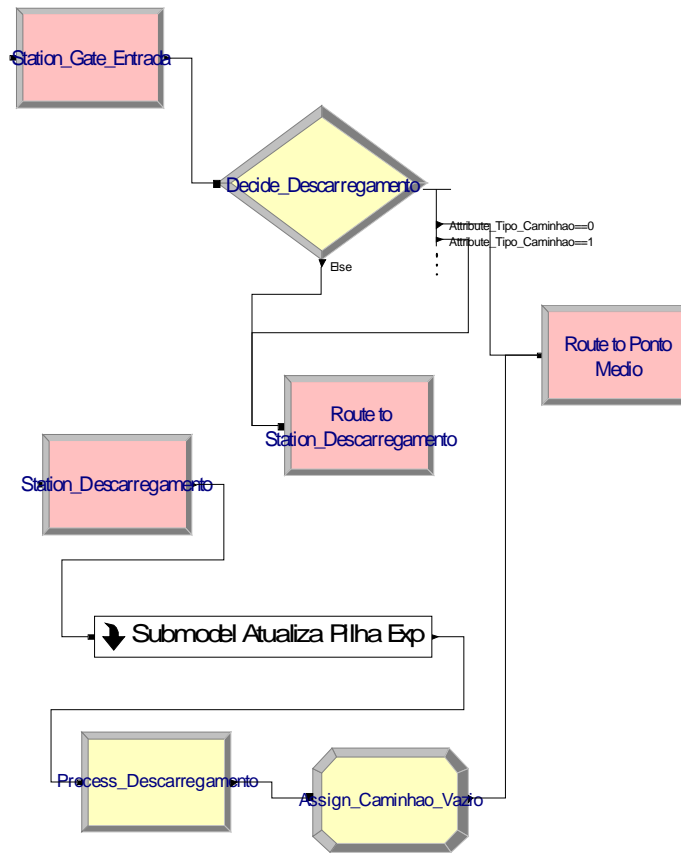 Station_Gate_Entrada
Decide_Descarregamento
Attribute_Tipo_Caminhao==0
Attribute_Tipo_Caminhao==1
Else
Route to Ponto
Medio
Route to
Station_Descarregamento
Station_Descarregamento
Submodel Atualiza Pilha Exp
Process_Descarregamento
Assign_Caminhao_Vazio